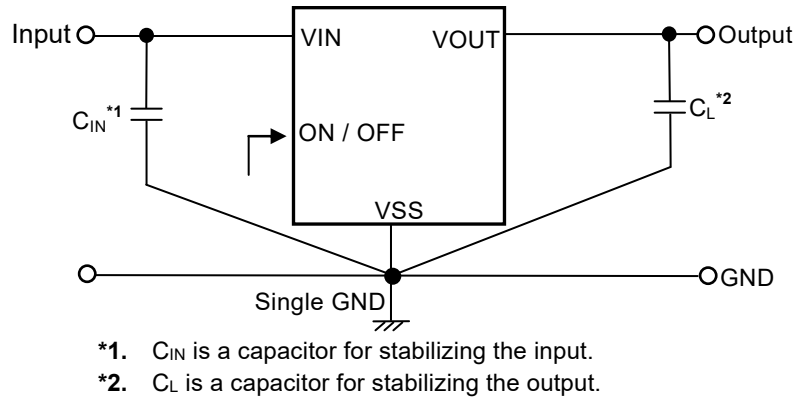 Input
VIN
VOUT
Output
CIN*1
CL*2
ON / OFF
VSS
Single GND
GND
*1. CIN is a capacitor for stabilizing the input.
*2. CL is a capacitor for stabilizing the output.